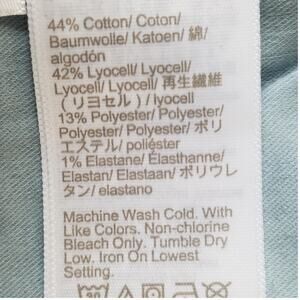 44% Cotton/ Coton/
Baumwolle/ Katoen/ 綿/
algodón
42% Lyocell/ Lyocell/
Lyocell/ Lyocell/ 再生繊維
(リヨセル)/ lyocell
13% Polyester/ Polyester/
Polyester/ Polyester/ ポリ
エステル/ poliéster
1% Elastane/ Élasthanne/
Elastan/ Elastaan/ ポリウレ
タン/ elastano
Machine Wash Cold. With
Like Colors. Non-chlorine
Bleach Only. Tumble Dry
Low. Iron On Lowest
Setting.
30